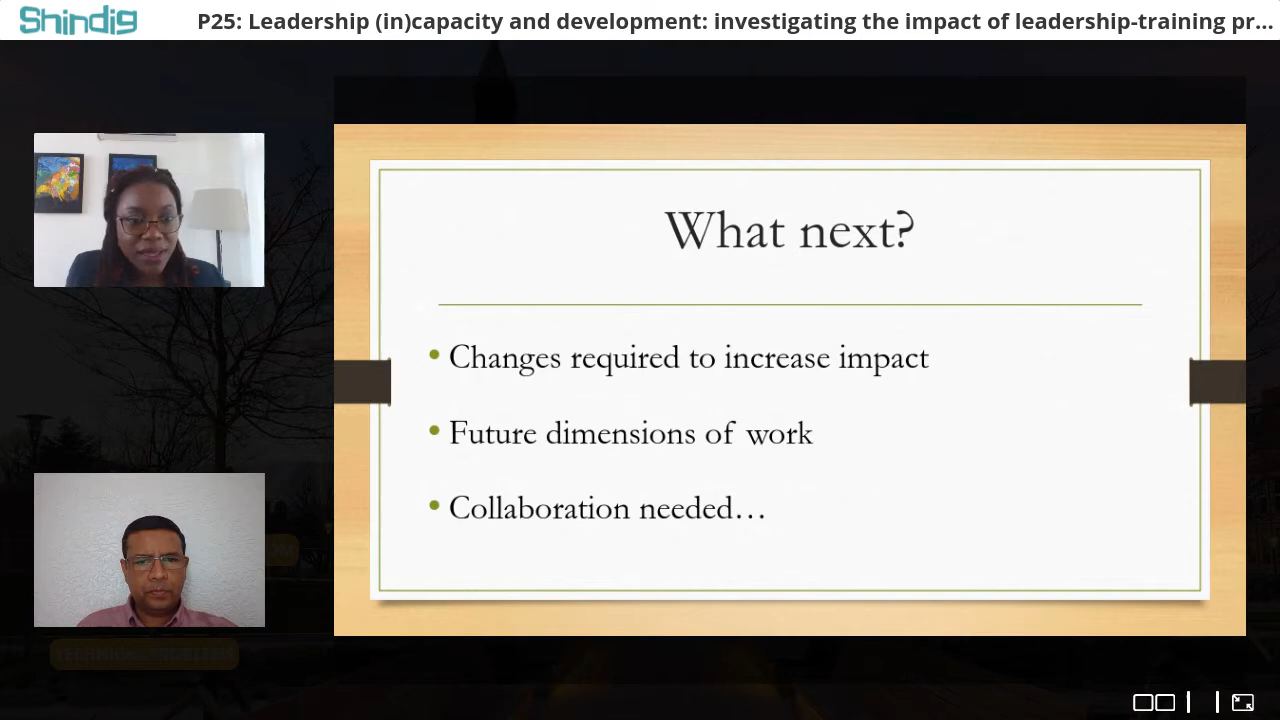 Shindig
P25: Leadership (in)capacity and development: investigating the impact of leadership-training pr...
What next?
• Changes required to increase impact
• Future dimensions of work
• Collaboration needed…